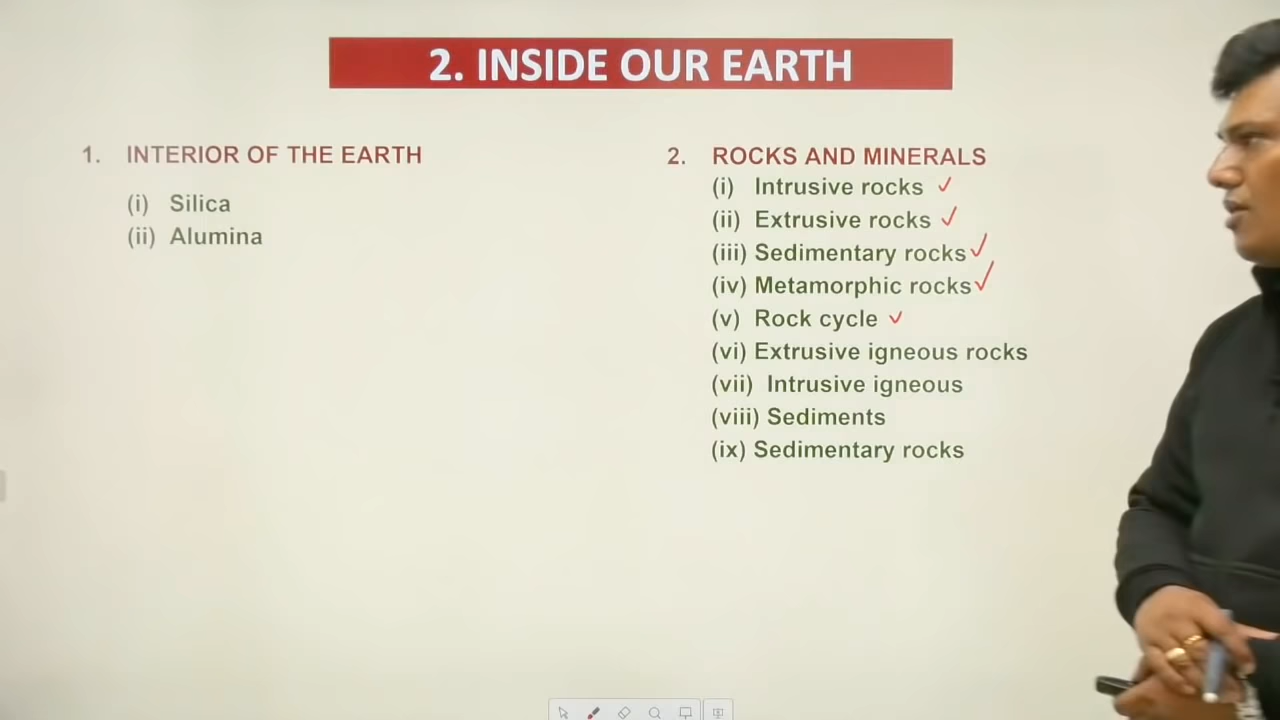 2. INSIDE OUR EARTH
1. INTERIOR OF THE EARTH
(i) Silica
(ii) Alumina
2. ROCKS AND MINERALS
(i) Intrusive rocks
(ii) Extrusive rocks
(iii) Sedimentary rocks
(iv) Metamorphic rocks
(v) Rock cycle
(vi) Extrusive igneous rocks
(vii) Intrusive igneous
(viii) Sediments
(ix) Sedimentary rocks